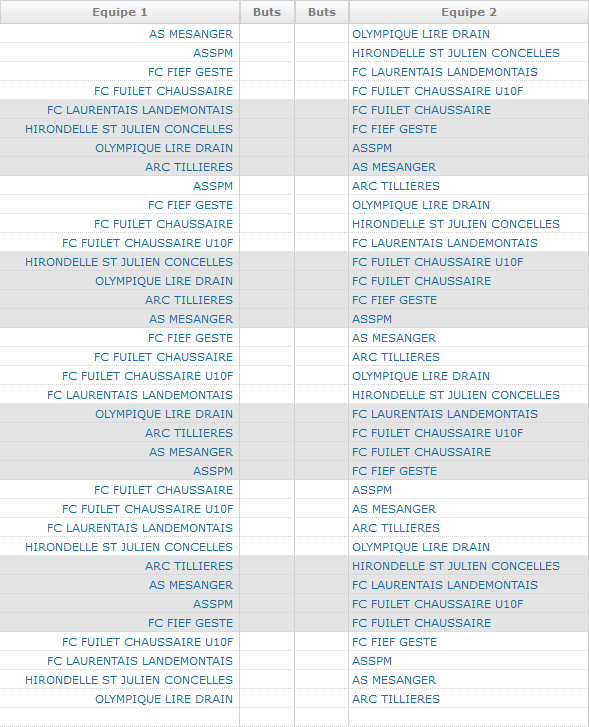 Equipe 1 Buts Buts Equipe 2
AS MESANGER OLYMPIQUE LIRE DRAIN
ASSPM HIRONDELLE ST JULIEN CONCELLES
FC FIEF GESTE FC LAURENTAIS LANDEMONTAIS
FC FUILET CHAUSSAIRE FC FUILET CHAUSSAIRE U10F
FC LAURENTAIS LANDEMONTAIS FC FUILET CHAUSSAIRE
HIRONDELLE ST JULIEN CONCELLES FC FIEF GESTE
OLYMPIQUE LIRE DRAIN ASSPM
ARC TILLIERES AS MESANGER
ASSPM ARC TILLIERES
FC FIEF GESTE OLYMPIQUE LIRE DRAIN
FC FUILET CHAUSSAIRE HIRONDELLE ST JULIEN CONCELLES
FC FUILET CHAUSSAIRE U10F FC LAURENTAIS LANDEMONTAIS
HIRONDELLE ST JULIEN CONCELLES FC FUILET CHAUSSAIRE U10F
OLYMPIQUE LIRE DRAIN FC FUILET CHAUSSAIRE
ARC TILLIERES FC FIEF GESTE
AS MESANGER ASSPM
FC FIEF GESTE AS MESANGER
FC FUILET CHAUSSAIRE ARC TILLIERES
FC FUILET CHAUSSAIRE U10F OLYMPIQUE LIRE DRAIN
FC LAURENTAIS LANDEMONTAIS HIRONDELLE ST JULIEN CONCELLES
OLYMPIQUE LIRE DRAIN FC LAURENTAIS LANDEMONTAIS
ARC TILLIERES FC FUILET CHAUSSAIRE U10F
AS MESANGER FC FUILET CHAUSSAIRE
ASSPM FC FIEF GESTE
FC FUILET CHAUSSAIRE ASSPM
FC FUILET CHAUSSAIRE U10F AS MESANGER
FC LAURENTAIS LANDEMONTAIS ARC TILLIERES
HIRONDELLE ST JULIEN CONCELLES OLYMPIQUE LIRE DRAIN
ARC TILLIERES HIRONDELLE ST JULIEN CONCELLES
AS MESANGER FC LAURENTAIS LANDEMONTAIS
ASSPM FC FUILET CHAUSSAIRE U10F
FC FIEF GESTE FC FUILET CHAUSSAIRE
FC FUILET CHAUSSAIRE U10F FC FIEF GESTE
FC LAURENTAIS LANDEMONTAIS ASSPM
HIRONDELLE ST JULIEN CONCELLES AS MESANGER
OLYMPIQUE LIRE DRAIN ARC TILLIERES